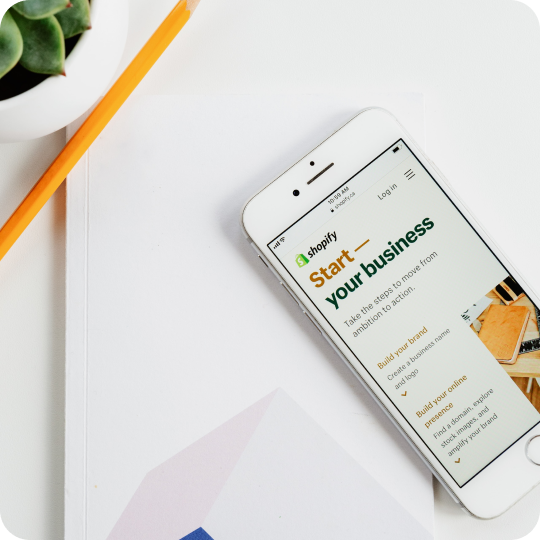 10:59 AM
shopify.ca
Log in
shopify
Start —
your business
Take the steps to move from
ambition to action.
Build your brand
Create a business name
and logo
Build your online
presence
Find a domain, explore
stock images, and
amplify your brand